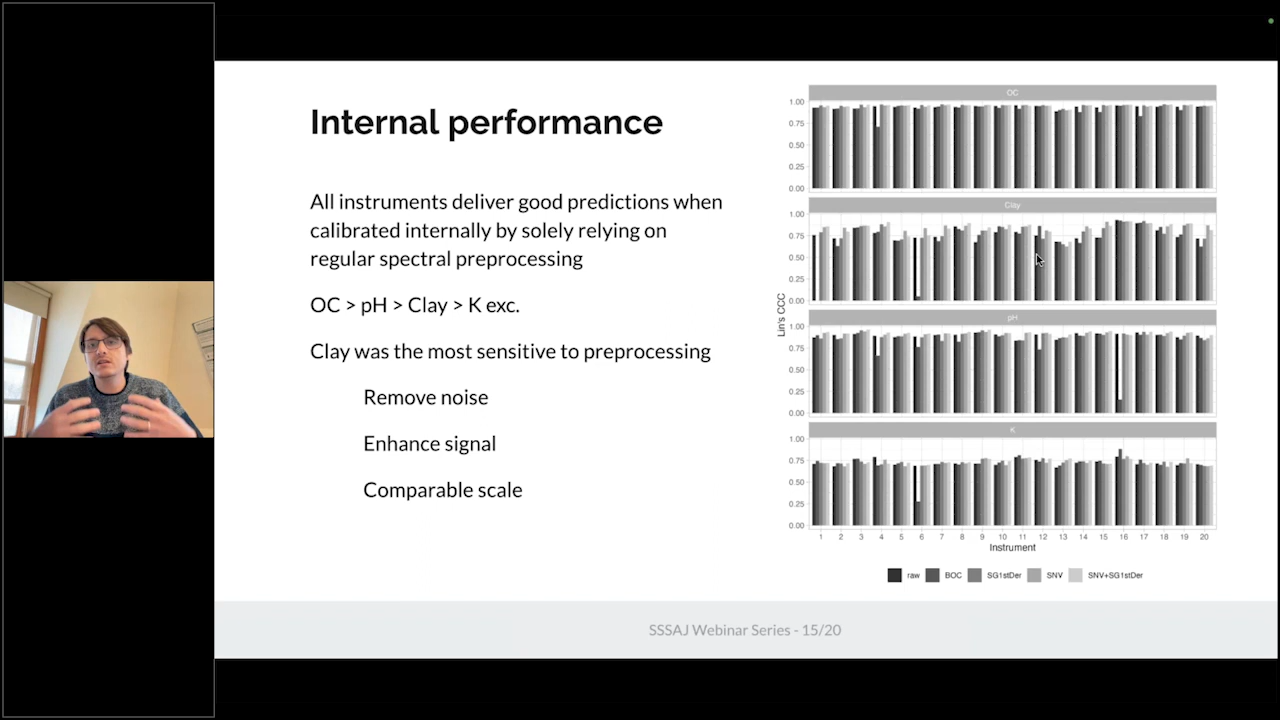 Internal performance
All instruments deliver good predictions when
calibrated internally by solely relying on
regular spectral preprocessing
OC > pH > Clay > K exc.
Clay was the most sensitive to preprocessing
Remove noise
Enhance signal
Comparable scale
Lin's CCC
OC
1.00
0.75
0.50
0.25
0.00
Clay
1.00
0.75
0.50
0.25
0.00
pH
1.00
0.75
0.50
0.25
0.00
K
1.00
0.75
0.50
0.25
0.00
1 2 3 4 5 6 7 8 9 10 11 12 13 14 15 16 17 18 19 20
Instrument
raw BOC SG1stDer SNV SNV+SG1stDer
SSSAJ Webinar Series - 15/20